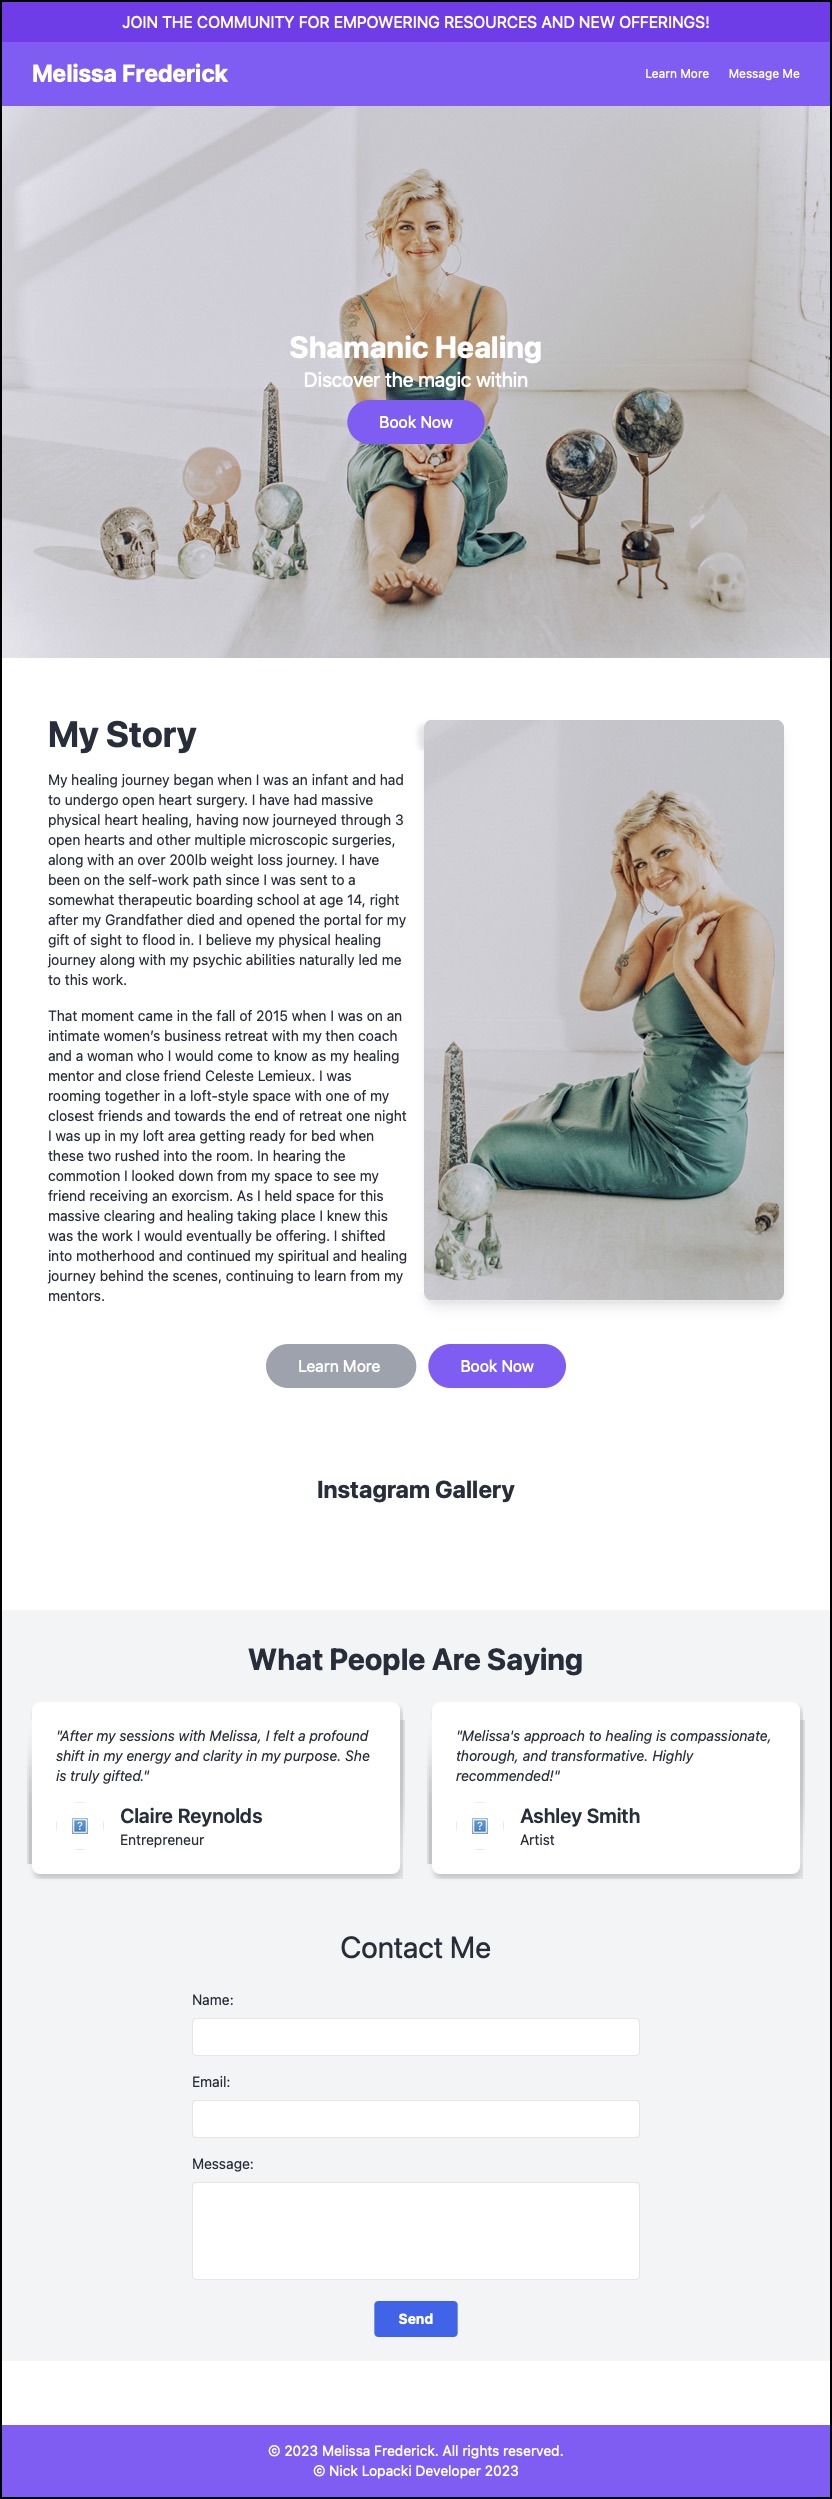 JOIN THE COMMUNITY FOR EMPOWERING RESOURCES AND NEW OFFERINGS!
Melissa Frederick
Learn More
Message Me
Shamanic Healing
Discover the magic within
Book Now
My Story
My healing journey began when I was an infant and had
to undergo open heart surgery. I have had massive
physical heart healing, having now journeyed through 3
open hearts and other multiple microscopic surgeries,
along with an over 200lb weight loss journey. I have
been on the self-work path since I was sent to a
somewhat therapeutic boarding school at age 14, right
after my Grandfather died and opened the portal for my
gift of sight to flood in. I believe my physical healing
journey along with my psychic abilities naturally led me
to this work.
That moment came in the fall of 2015 when I was on an
intimate women’s business retreat with my then coach
and a woman who I would come to know as my healing
mentor and close friend Celeste Lemieux. I was
rooming together in a loft-style space with one of my
closest friends and towards the end of retreat one night
I was up in my loft area getting ready for bed when
these two rushed into the room. In hearing the
commotion I looked down from my space to see my
friend receiving an exorcism. As I held space for this
massive clearing and healing taking place I knew this
was the work I would eventually be offering. I shifted
into motherhood and continued my spiritual and healing
journey behind the scenes, continuing to learn from my
mentors.
Learn More
Book Now
Instagram Gallery
What People Are Saying
"After my sessions with Melissa, I felt a profound
shift in my energy and clarity in my purpose. She
is truly gifted."
Claire Reynolds
Entrepreneur
"Melissa's approach to healing is compassionate,
thorough, and transformative. Highly
recommended!"
Ashley Smith
Artist
Contact Me
Name:
Email:
Message:
Send
© 2023 Melissa Frederick. All rights reserved.
© Nick Lopacki Developer 2023